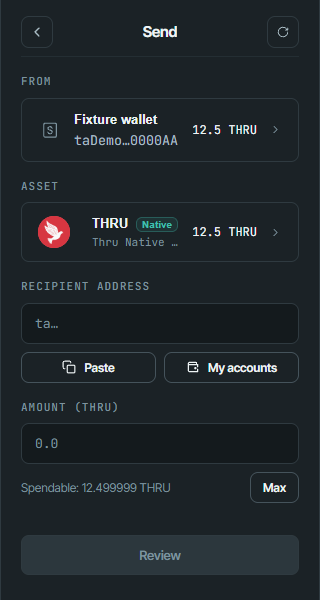 Send
FROM
S
Fixture wallet
taDemo…0000AA
12.5 THRU
ASSET
THRU Native
Thru Native …
12.5 THRU
RECIPIENT ADDRESS
ta…
Paste
My accounts
AMOUNT (THRU)
0.0
Spendable: 12.499999 THRU
Max
Review